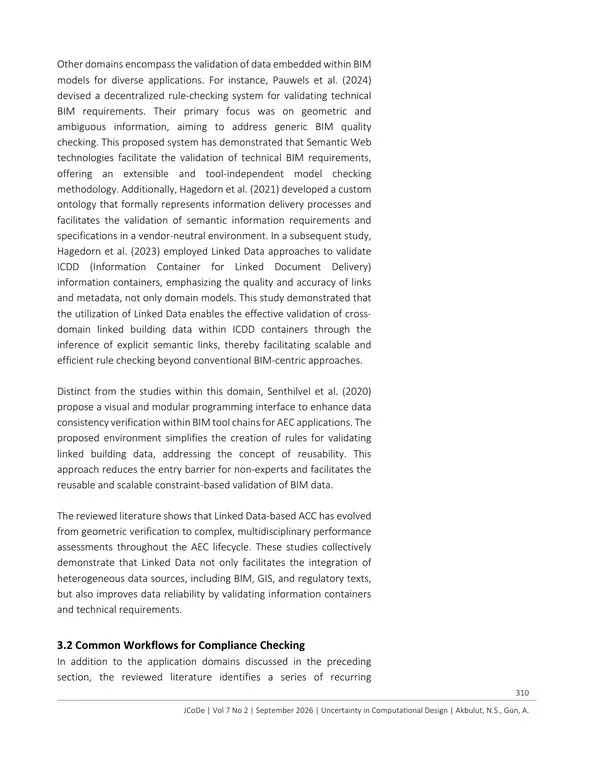 Other domains encompass the validation of data embedded within BIM
models for diverse applications. For instance, Pauwels et al. (2024)
devised a decentralized rule-checking system for validating technical
BIM requirements. Their primary focus was on geometric and
ambiguous information, aiming to address generic BIM quality
checking. This proposed system has demonstrated that Semantic Web
technologies facilitate the validation of technical BIM requirements,
offering an extensible and tool-independent model checking
methodology. Additionally, Hagedorn et al. (2021) developed a custom
ontology that formally represents information delivery processes and
facilitates the validation of semantic information requirements and
specifications in a vendor-neutral environment. In a subsequent study,
Hagedorn et al. (2023) employed Linked Data approaches to validate
ICDD (Information Container for Linked Document Delivery)
information containers, emphasizing the quality and accuracy of links
and metadata, not only domain models. This study demonstrated that
the utilization of Linked Data enables the effective validation of cross-
domain linked building data within ICDD containers through the
inference of explicit semantic links, thereby facilitating scalable and
efficient rule checking beyond conventional BIM-centric approaches.
Distinct from the studies within this domain, Senthilvel et al. (2020)
propose a visual and modular programming interface to enhance data
consistency verification within BIM tool chains for AEC applications. The
proposed environment simplifies the creation of rules for validating
linked building data, addressing the concept of reusability. This
approach reduces the entry barrier for non-experts and facilitates the
reusable and scalable constraint-based validation of BIM data.
The reviewed literature shows that Linked Data-based ACC has evolved
from geometric verification to complex, multidisciplinary performance
assessments throughout the AEC lifecycle. These studies collectively
demonstrate that Linked Data not only facilitates the integration of
heterogeneous data sources, including BIM, GIS, and regulatory texts,
but also improves data reliability by validating information containers
and technical requirements.
3.2 Common Workflows for Compliance Checking
In addition to the application domains discussed in the preceding
section, the reviewed literature identifies a series of recurring
310
JCoDe | Vol 7 No 2 | September 2026 | Uncertainty in Computational Design | Akbulut, N.S., Gün, A.